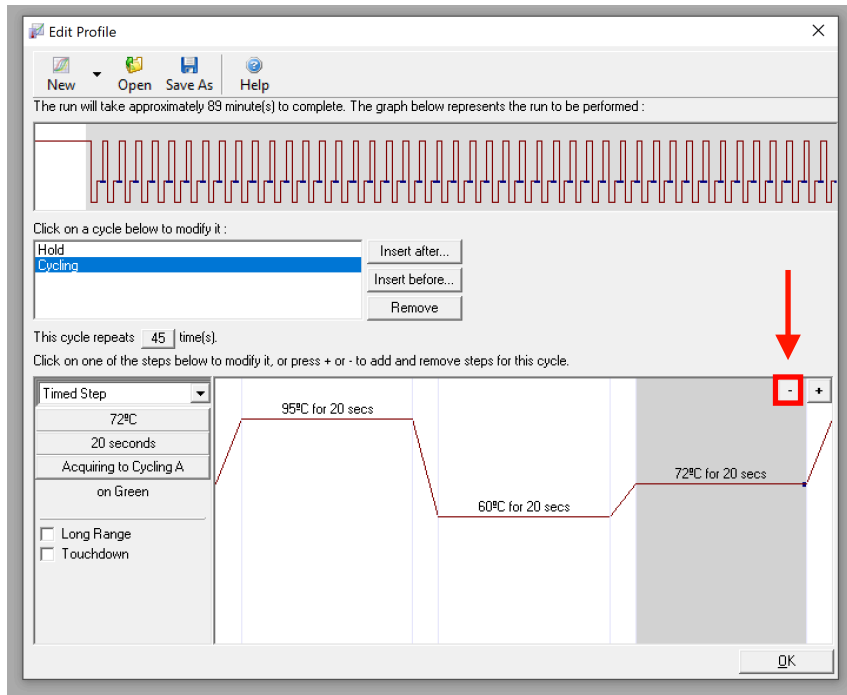 Edit Profile
New Open Save As Help
The run will take approximately 89 minute(s) to complete. The graph below represents the run to be performed :
Click on a cycle below to modify it :
Hold
Cycling
Insert after...
Insert before...
Remove
This cycle repeats 45 time(s).
Click on one of the steps below to modify it, or press + or - to add and remove steps for this cycle.
Timed Step
72ºC
20 seconds
Acquiring to Cycling A
on Green
Long Range
Touchdown
95ºC for 20 secs
60ºC for 20 secs
72ºC for 20 secs
- +
OK